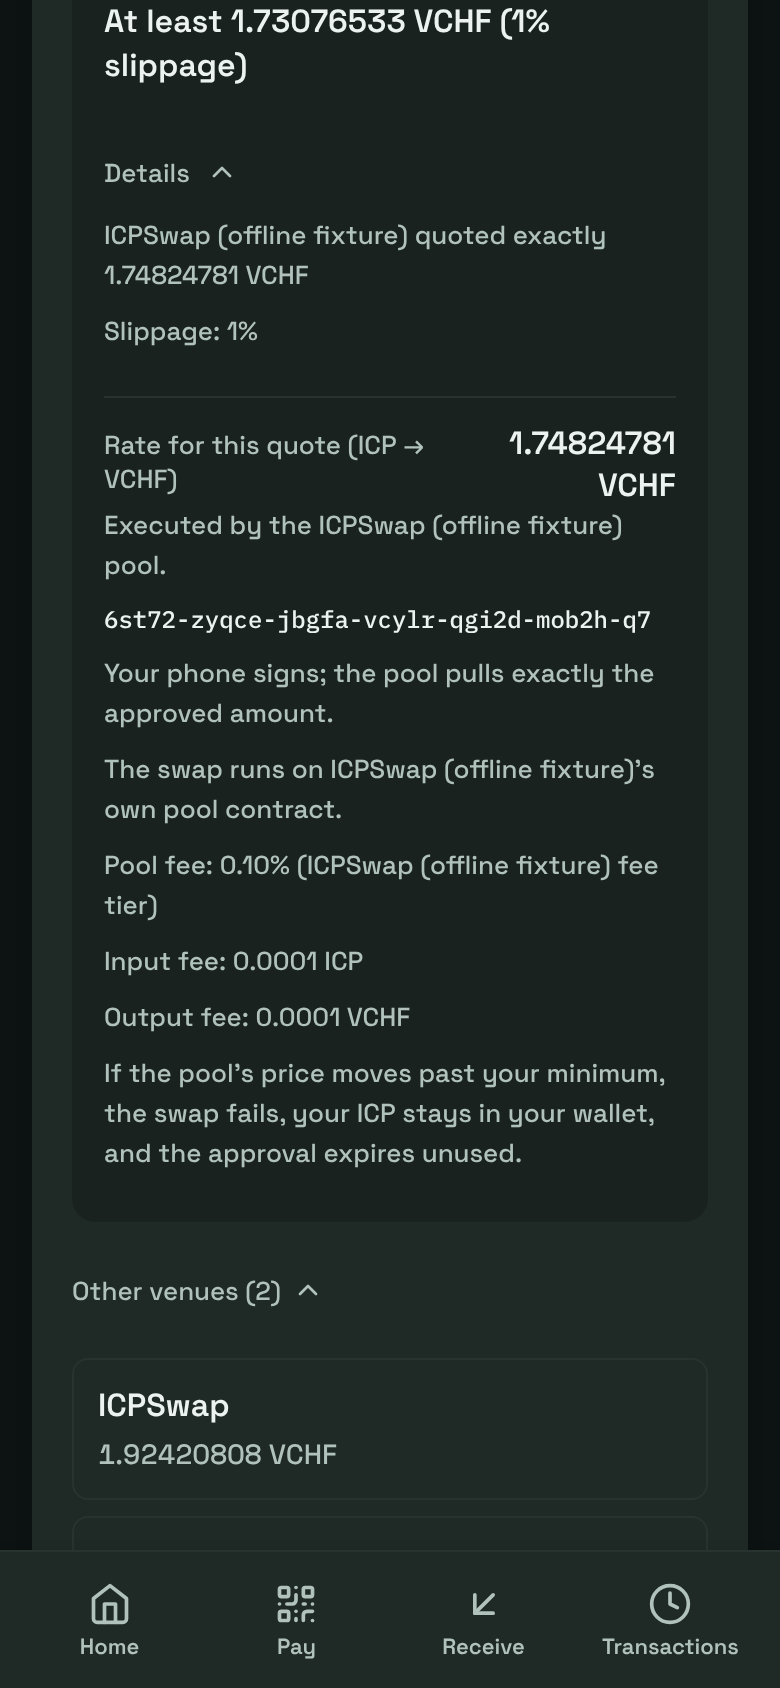 At least 1.73076533 VCHF (1%
slippage)
Details
ICPSwap (offline fixture) quoted exactly
1.74824781 VCHF
Slippage: 1%
Rate for this quote (ICP →
VCHF)
1.74824781
VCHF
Executed by the ICPSwap (offline fixture)
pool.
6st72-zyqce-jbgfa-vcylr-qgi2d-mob2h-q7
Your phone signs; the pool pulls exactly the
approved amount.
The swap runs on ICPSwap (offline fixture)’s
own pool contract.
Pool fee: 0.10% (ICPSwap (offline fixture) fee
tier)
Input fee: 0.0001 ICP
Output fee: 0.0001 VCHF
If the pool’s price moves past your minimum,
the swap fails, your ICP stays in your wallet,
and the approval expires unused.
Other venues (2)
ICPSwap
1.92420808 VCHF
Home
Pay
Receive
Transactions